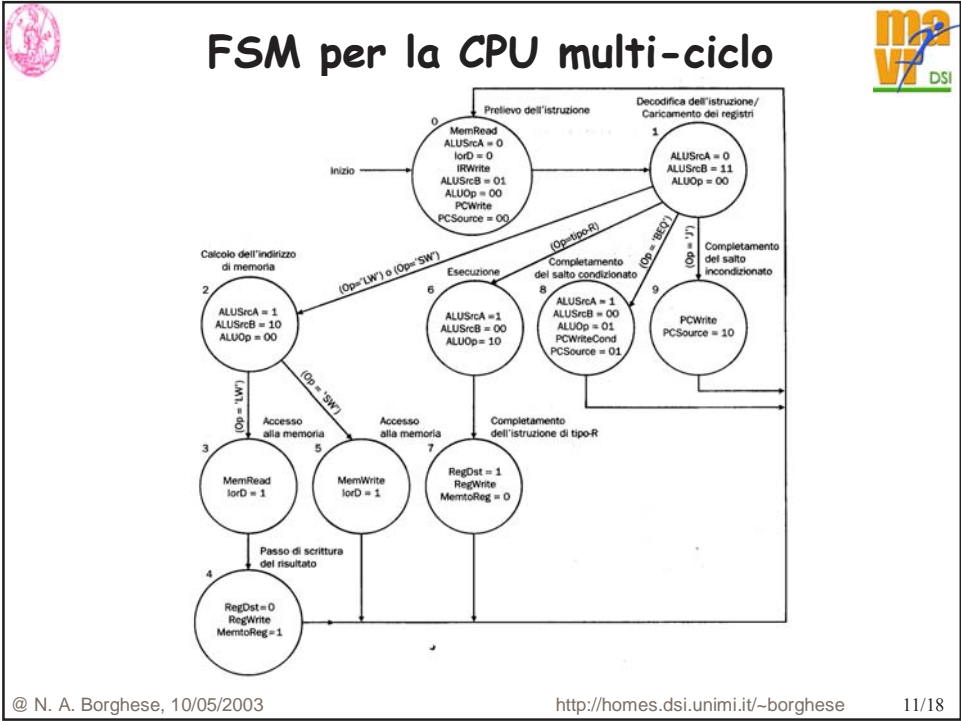 FSM per la CPU multi-ciclo
mavi
DSI
Prelievo dell'istruzione
0
MemRead
ALUSrcA = 0
IorD = 0
IRWrite
ALUSrcB = 01
ALUOp = 00
PCWrite
PCSource = 00
Inizio
Decodifica dell'istruzione/
Caricamento dei registri
1
ALUSrcA = 0
ALUSrcB = 11
ALUOp = 00
(Op='LW') o (Op='SW')
(Op=tipo-R)
(Op = 'BEQ')
(Op = 'J')
Calcolo dell'indirizzo
di memoria
2
ALUSrcA = 1
ALUSrcB = 10
ALUOp = 00
Esecuzione
6
ALUSrcA =1
ALUSrcB = 00
ALUOp= 10
Completamento
del salto condizionato
8
ALUSrcA = 1
ALUSrcB = 00
ALUOp = 01
PCWriteCond
PCSource = 01
Completamento
del salto
incondizionato
9
PCWrite
PCSource = 10
(Op = 'LW')
(Op = 'SW')
Accesso
alla memoria
3
MemRead
IorD = 1
Accesso
alla memoria
5
MemWrite
IorD = 1
Completamento
dell'istruzione di tipo-R
7
RegDst = 1
RegWrite
MemtoReg = 0
Passo di scrittura
del risultato
4
RegDst=0
RegWrite
MemtoReg=1
@ N. A. Borghese, 10/05/2003
http://homes.dsi.unimi.it/~borghese
11/18